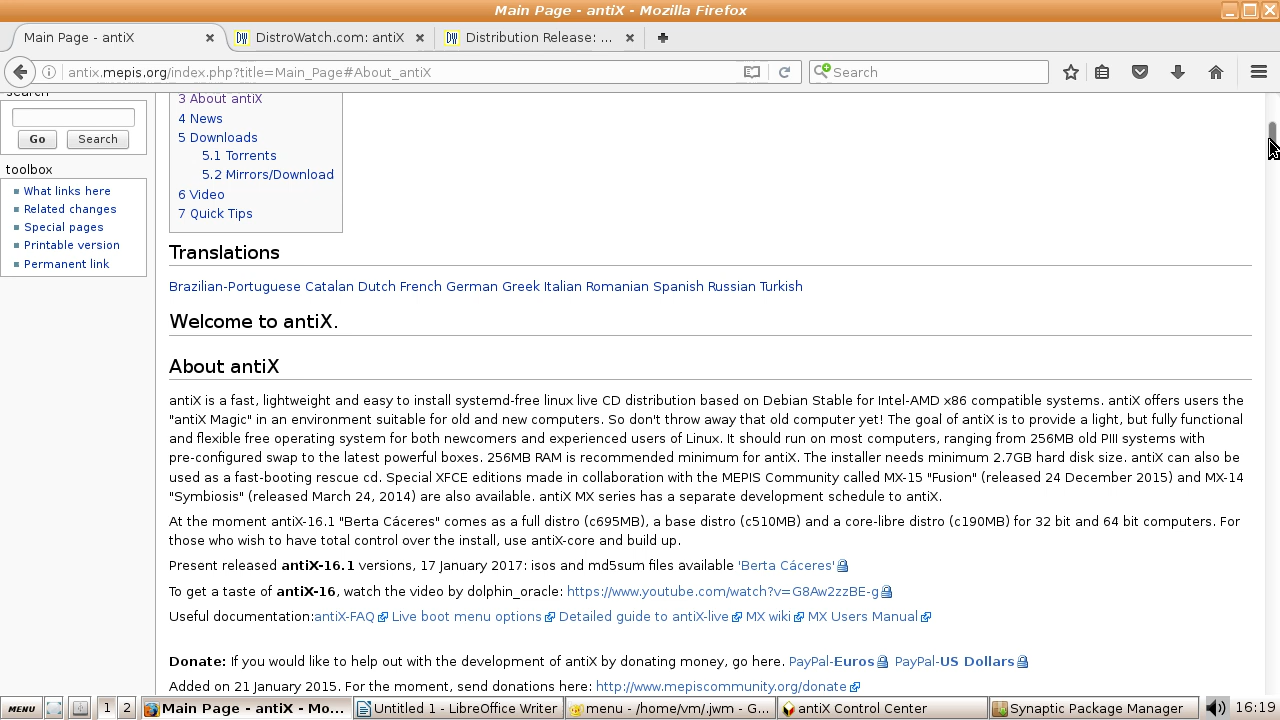 Main Page - antiX - Mozilla Firefox
Main Page - antiX
DistroWatch.com: antiX
Distribution Release: ...
antix.mepis.org/index.php?title=Main_Page#About_antiX
Search
search
Go
Search
toolbox
What links here
Related changes
Special pages
Printable version
Permanent link
3 About antiX
4 News
5 Downloads
5.1 Torrents
5.2 Mirrors/Download
6 Video
7 Quick Tips
Translations
Brazilian-Portuguese Catalan Dutch French German Greek Italian Romanian Spanish Russian Turkish
Welcome to antiX.
About antiX
antiX is a fast, lightweight and easy to install systemd-free linux live CD distribution based on Debian Stable for Intel-AMD x86 compatible systems. antiX offers users the
"antiX Magic" in an environment suitable for old and new computers. So don't throw away that old computer yet! The goal of antiX is to provide a light, but fully functional
and flexible free operating system for both newcomers and experienced users of Linux. It should run on most computers, ranging from 256MB old PIII systems with
pre-configured swap to the latest powerful boxes. 256MB RAM is recommended minimum for antiX. The installer needs minimum 2.7GB hard disk size. antiX can also be
used as a fast-booting rescue cd. Special XFCE editions made in collaboration with the MEPIS Community called MX-15 "Fusion" (released 24 December 2015) and MX-14
"Symbiosis" (released March 24, 2014) are also available. antiX MX series has a separate development schedule to antiX.
At the moment antiX-16.1 "Berta Cáceres" comes as a full distro (c695MB), a base distro (c510MB) and a core-libre distro (c190MB) for 32 bit and 64 bit computers. For
those who wish to have total control over the install, use antiX-core and build up.
Present released antiX-16.1 versions, 17 January 2017: isos and md5sum files available 'Berta Cáceres'
To get a taste of antiX-16, watch the video by dolphin_oracle: https://www.youtube.com/watch?v=G8Aw2zzBE-g
Useful documentation:antiX-FAQ Live boot menu options Detailed guide to antiX-live MX wiki MX Users Manual
Donate: If you would like to help out with the development of antiX by donating money, go here. PayPal-Euros PayPal-US Dollars
Added on 21 January 2015. For the moment, send donations here: http://www.mepiscommunity.org/donate
MENU
1
2
Main Page - antiX - Mo...
Untitled 1 - LibreOffice Writer
menu - /home/vm/.jwm - G...
antiX Control Center
Synaptic Package Manager
16:19